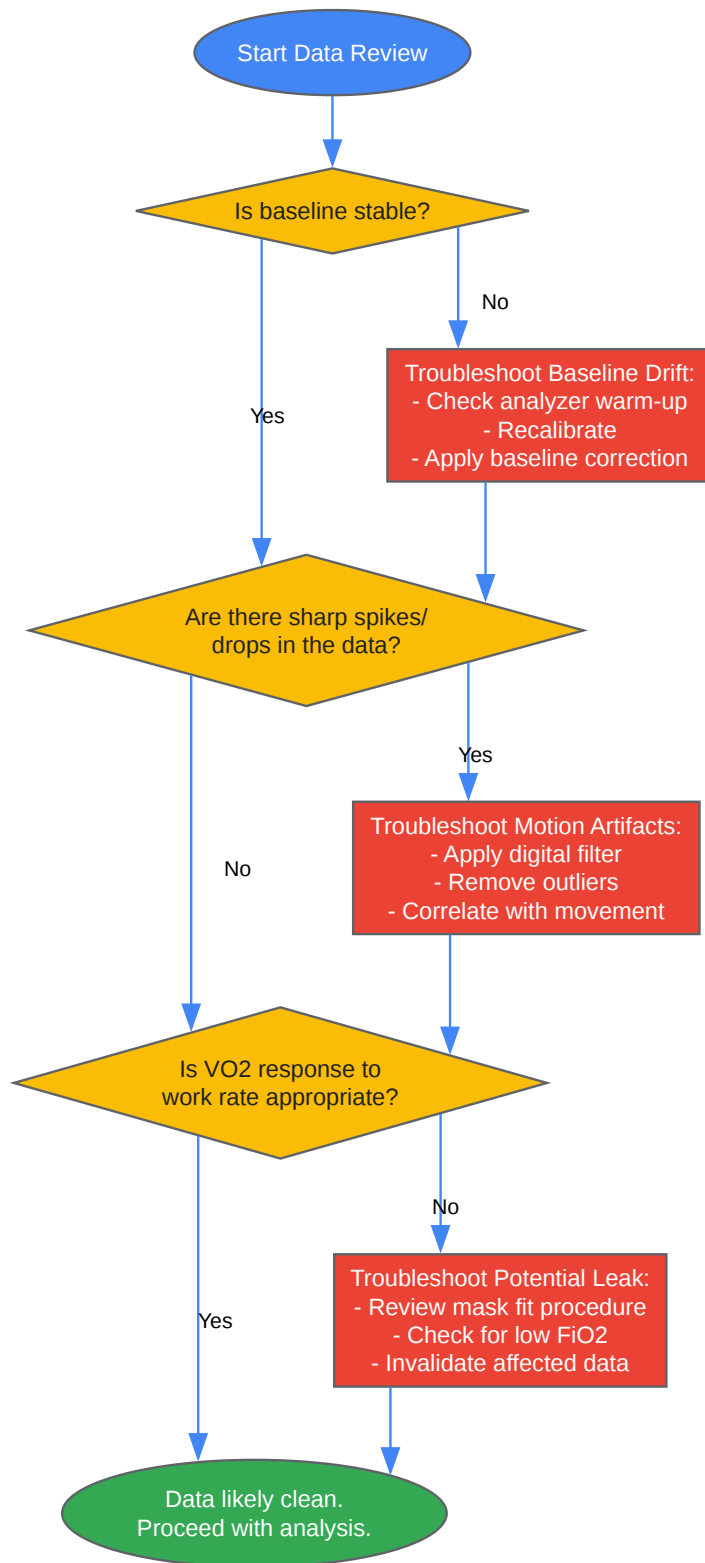 Start Data Review
Is baseline stable?
No
Yes
Troubleshoot Baseline Drift:
- Check analyzer warm-up
- Recalibrate
- Apply baseline correction
Are there sharp spikes/
drops in the data?
Yes
No
Troubleshoot Motion Artifacts:
- Apply digital filter
- Remove outliers
- Correlate with movement
Is VO2 response to
work rate appropriate?
No
Yes
Troubleshoot Potential Leak:
- Review mask fit procedure
- Check for low FiO2
- Invalidate affected data
Data likely clean.
Proceed with analysis.